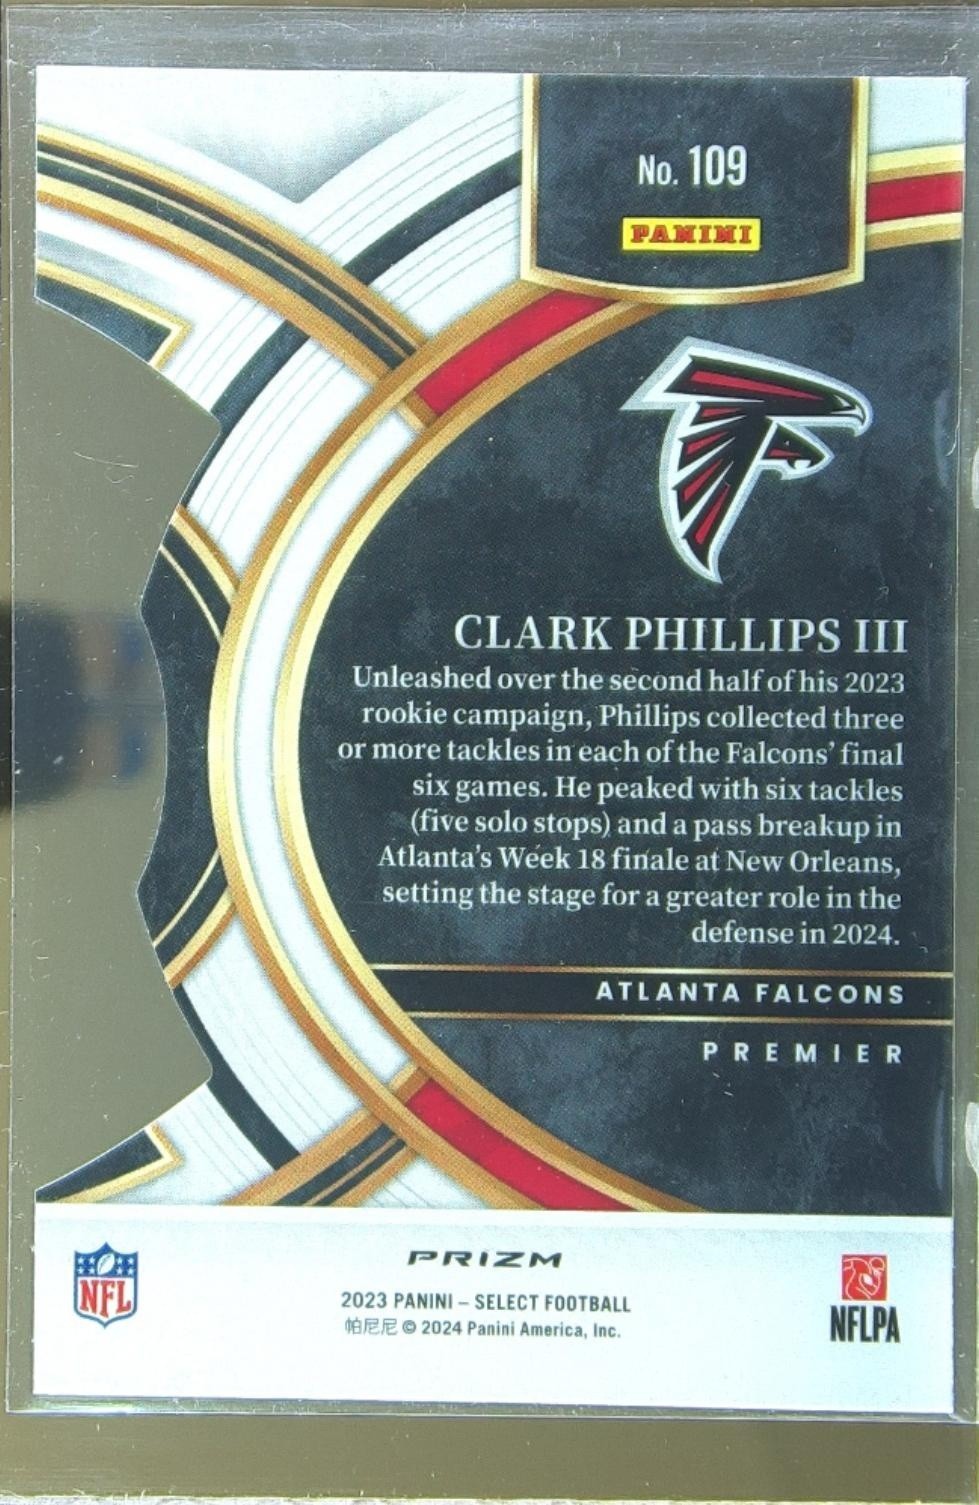 No. 109
PANINI
CLARK PHILLIPS III
Unleashed over the second half of his 2023
rookie campaign, Phillips collected three
or more tackles in each of the Falcons' final
six games. He peaked with six tackles
(five solo stops) and a pass breakup in
Atlanta's Week 18 finale at New Orleans,
setting the stage for a greater role in the
defense in 2024.
ATLANTA FALCONS
PREMIER
PRIZM
NFL
2023 PANINI – SELECT FOOTBALL
帕尼尼 © 2024 Panini America, Inc.
NFLPA